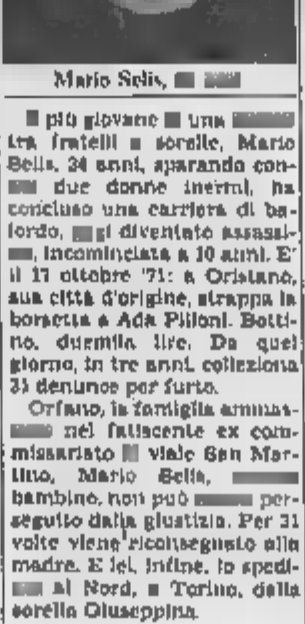 Mario Selis,
più giovane una
tra fratelli sorelle, Mario
Selis, 24 anni, sparando con-
due donne inermi, ha
concluso una carriera di ba-
lordo, diventato assassi-
incominciata a 10 anni. E'
il 17 ottobre '71: a Oristano,
sua città d'origine, strappa la
borsetta a Ada Pilloni. Botti-
no, duemila lire. Da quel
giorno, in tre anni, colleziona
31 denunce per furto.
Orfano, la famiglia ammas-
nel fatiscente ex com-
missariato viale San Mar-
tino, Mario Selis,
bambino, non può per-
seguito dalla giustizia. Per 31
volte viene riconsegnato alla
madre. E lei, infine, lo spedi-
al Nord, Torino, dalla
sorella Giuseppina.